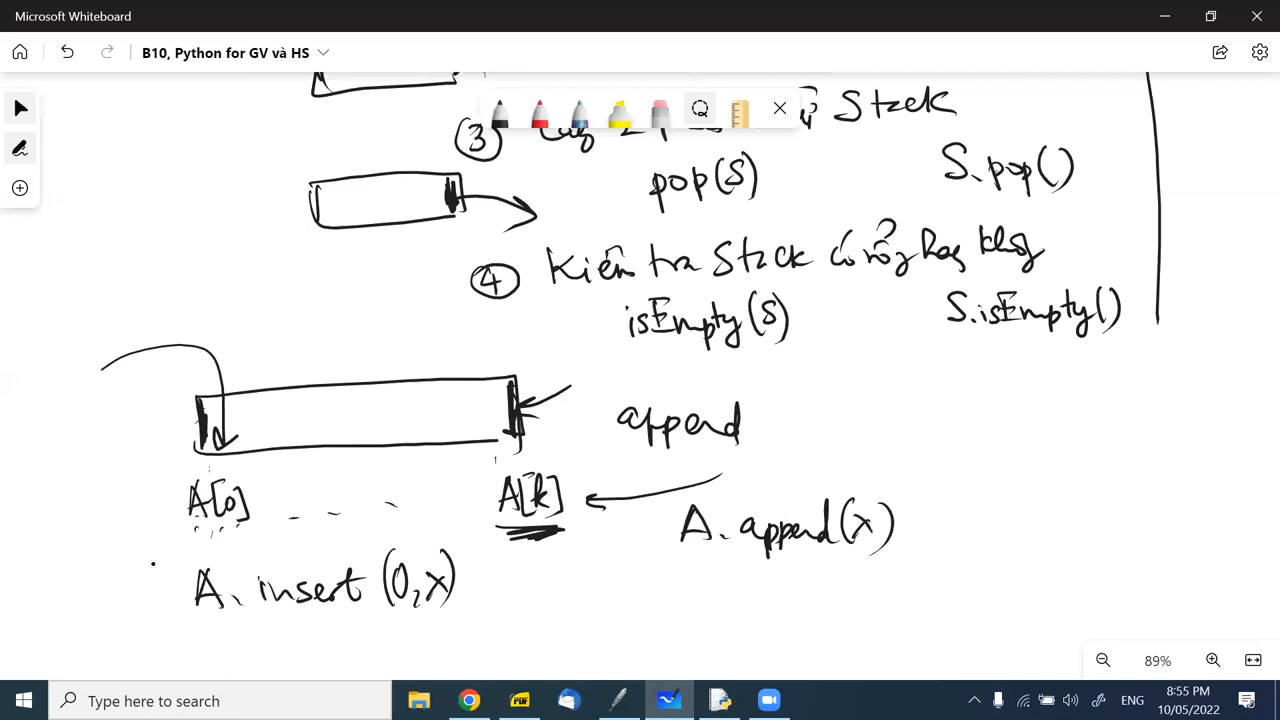 Microsoft Whiteboard
B10, Python for GV và HS
Stack
③
pop(S) S.pop()
④ Kiểm tra Stack có rỗng hay không
isEmpty(S) S.isEmpty()
append
A[0] A[k]
A.append(x)
A.insert(0,x)
89%
Type here to search
PDF
ENG
8:55 PM
10/05/2022